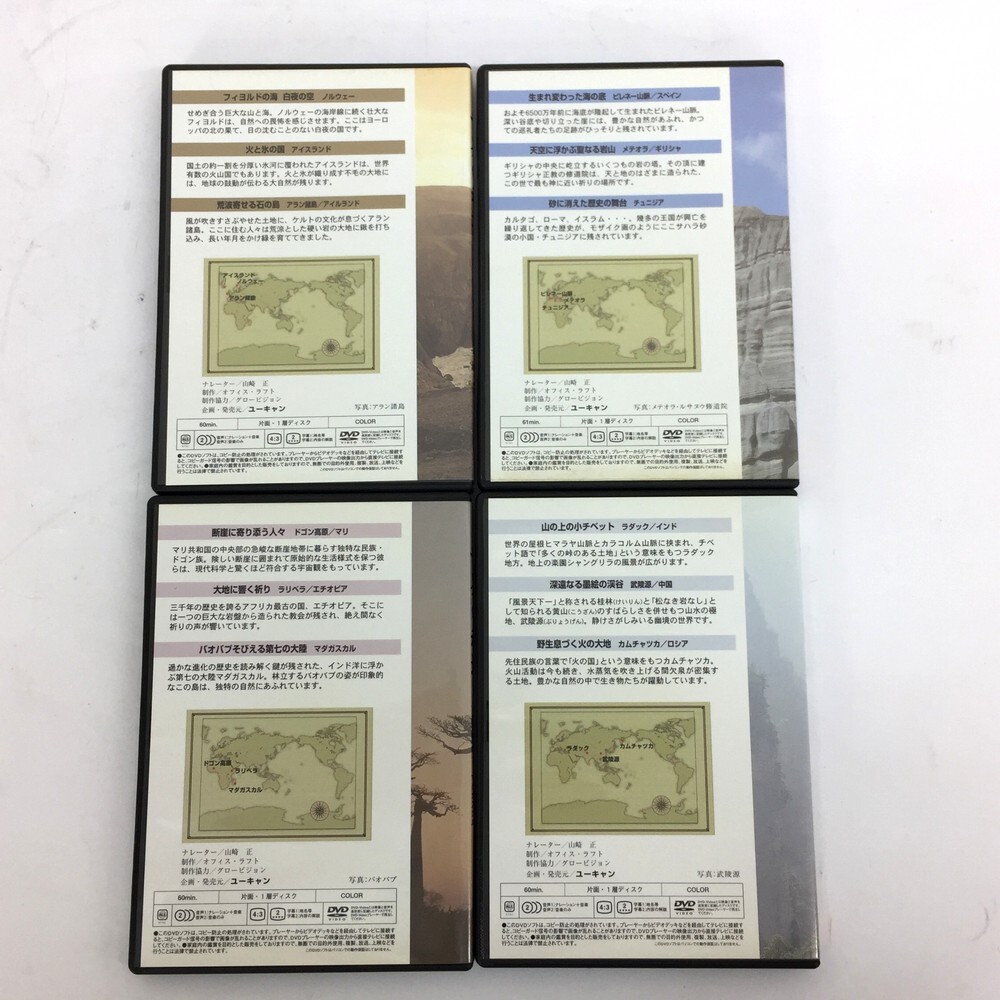 フィヨルドの海 白夜の空 ノルウェー
せめぎ合う巨大な山と海。ノルウェーの海岸線に続く壮大な
フィヨルドは、自然への畏怖を感じさせます。ここはヨーロ
ッパの北の果て、日の沈むことのない白夜の国です。
火と氷の国 アイスランド
国土の約一割を分厚い氷河に覆われたアイスランドは、世界
有数の火山国でもあります。火と氷が織り成す不毛の大地に
は、地球の鼓動が伝わる大自然が残ります。
荒波寄せる石の島 アラン諸島／アイルランド
風が吹きすさぶやせた土地に、ケルトの文化が息づくアラン
諸島。ここに住む人々は荒涼とした硬い岩の大地に鍬を打ち
込み、長い年月をかけ緑を育ててきました。
アイスランド
ノルウェー
アラン諸島
ナレーター／山崎 正
制作／オフィス・ラフト
制作協力／グロービジョン
企画・発売元／ユーキャン
写真：アラン諸島
60min.
片面・1層ディスク
COLOR
生まれ変わった海の底 ピレネー山脈／スペイン
およそ6500万年前に海底が隆起して生まれたピレネー山脈。
深い谷底や切り立った崖には、豊かな自然があふれ、かつ
ての巡礼者たちの足跡がひっそりと残されています。
天空に浮かぶ聖なる岩山 メテオラ／ギリシャ
ギリシャの中央に屹立するいくつもの岩の塔。その頂に建
つギリシャ正教の修道院は、天と地のはざまに造られた、
この世で最も神に近い祈りの場所です。
砂に消えた歴史の舞台 チュニジア
カルタゴ、ローマ、イスラム・・・。幾多の王国が興亡を
繰り返してきた歴史が、モザイク画のようにここサハラ砂
漠の小国・チュニジアに残されています。
ピレネー山脈
メテオラ
チュニジア
ナレーター／山崎 正
制作／オフィス・ラフト
制作協力／グロービジョン
企画・発売元／ユーキャン
写真：メテオラ・ルサヌウ修道院
61min.
片面・1層ディスク
COLOR
断崖に寄り添う人々 ドゴン高原／マリ
マリ共和国の中央部の急峻な断崖地帯に暮らす独特な民族・
ドゴン族。険しい断崖に囲まれて原始的な生活様式を保つ彼
らは、現代科学と驚くほど符合する宇宙観をもっています。
大地に響く祈り ラリベラ／エチオピア
三千年の歴史を誇るアフリカ最古の国、エチオピア。そこに
は一つの巨大な岩盤から造られた教会が残され、絶え間なく
祈りの声が響いています。
バオバブそびえる第七の大陸 マダガスカル
遥かな進化の歴史を読み解く鍵が残された、インド洋に浮か
ぶ第七の大陸マダガスカル。林立するバオバブの姿が印象的
なこの島は、独特の自然にあふれています。
ドゴン高原
ラリベラ
マダガスカル
ナレーター／山崎 正
制作／オフィス・ラフト
制作協力／グロービジョン
企画・発売元／ユーキャン
写真：バオバブ
60min.
片面・1層ディスク
COLOR
山の上の小チベット ラダック／インド
世界の屋根ヒマラヤ山脈とカラコルム山脈に挟まれ、チベ
ット語で「多くの峠のある土地」という意味をもつラダック
地方。地上の楽園シャングリラの風景が広がります。
深遠なる墨絵の渓谷 武陵源／中国
「風景天下一」と称される桂林(けいりん)と「松なき岩なし」と
して知られる黄山(こうざん)のすばらしさを併せもつ山水の極
地、武陵源(ぶりょうげん)。静けさがしみいる幽境の世界です。
野生息づく火の大地 カムチャツカ／ロシア
先住民族の言葉で「火の国」という意味をもつカムチャツカ。
火山活動は今も続き、水蒸気を吹き上げる間欠泉が密集す
る土地。豊かな自然の中で生き物たちが躍動しています。
ラダック
カムチャツカ
武陵源
ナレーター／山崎 正
制作／オフィス・ラフト
制作協力／グロービジョン
企画・発売元／ユーキャン
写真：武陵源
60min.
片面・1層ディスク
COLOR